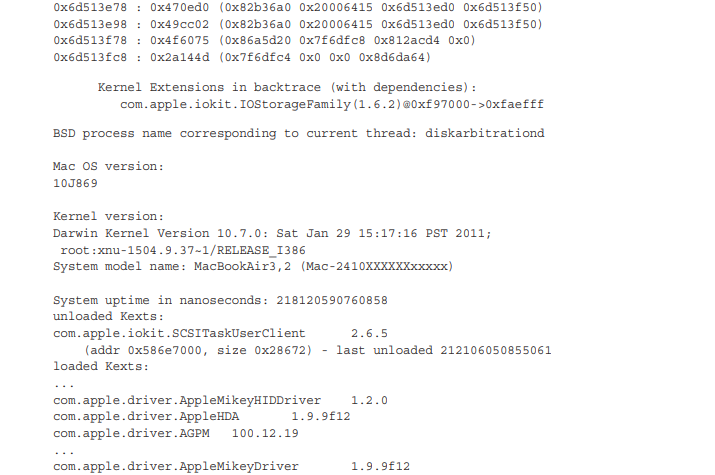 0x6d513e78 : 0x470ed0 (0x82b36a0 0x20006415 0x6d513ed0 0x6d513f50)
0x6d513e98 : 0x49cc02 (0x82b36a0 0x20006415 0x6d513ed0 0x6d513f50)
0x6d513f78 : 0x4f6075 (0x86a5d20 0x7f6dfc8 0x812acd4 0x0)
0x6d513fc8 : 0x2a144d (0x7f6dfc4 0x0 0x0 0x8d6da64)
Kernel Extensions in backtrace (with dependencies):
com.apple.iokit.IOStorageFamily(1.6.2)@0xf97000->0xfaefff
BSD process name corresponding to current thread: diskarbitrationd
Mac OS version:
10J869
Kernel version:
Darwin Kernel Version 10.7.0: Sat Jan 29 15:17:16 PST 2011;
root:xnu-1504.9.37~1/RELEASE_I386
System model name: MacBookAir3,2 (Mac-2410XXXXXXxxxxx)
System uptime in nanoseconds: 218120590760858
unloaded Kexts:
com.apple.iokit.SCSITaskUserClient 2.6.5
(addr 0x586e7000, size 0x28672) - last unloaded 212106050855061
loaded Kexts:
...
com.apple.driver.AppleMikeyHIDDriver 1.2.0
com.apple.driver.AppleHDA 1.9.9f12
com.apple.driver.AGPM 100.12.19
...
com.apple.driver.AppleMikeyDriver 1.9.9f12